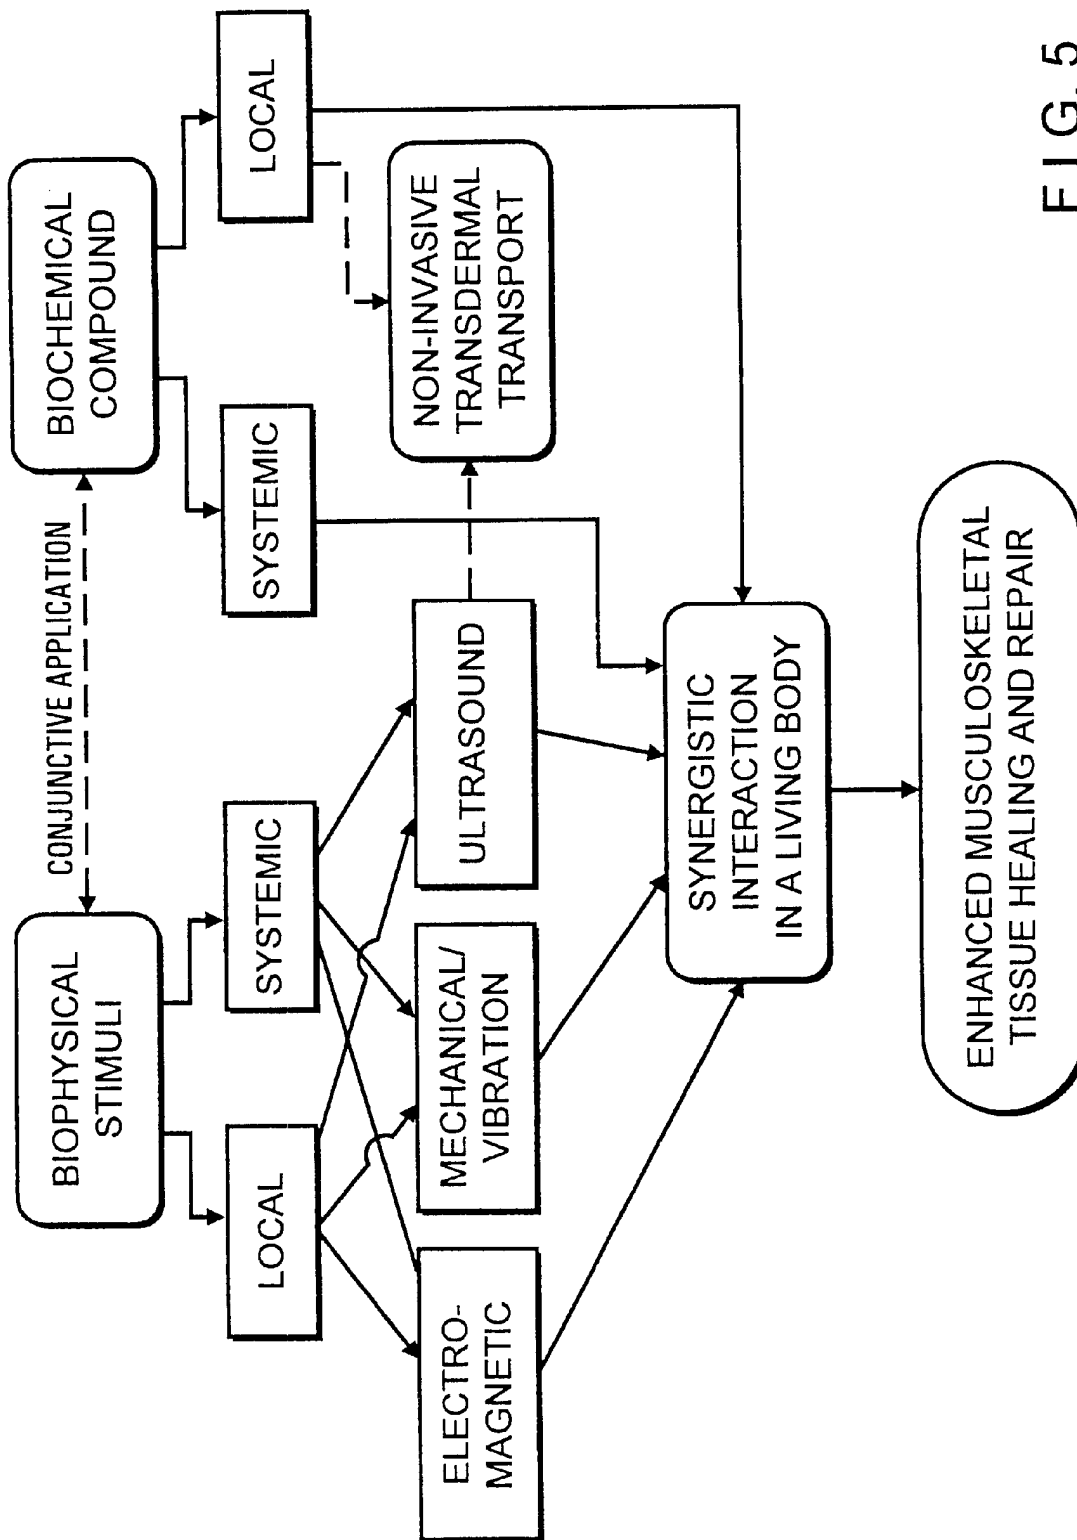 CONJUNCTIVE APPLICATION
BIOPHYSICAL
STIMULI
BIOCHEMICAL
COMPOUND
LOCAL
SYSTEMIC
SYSTEMIC
LOCAL
ELECTRO-
MAGNETIC
MECHANICAL/
VIBRATION
ULTRASOUND
NON-INVASIVE
TRANSDERMAL
TRANSPORT
SYNERGISTIC
INTERACTION
IN A LIVING BODY
ENHANCED MUSCULOSKELETAL
TISSUE HEALING AND REPAIR
FIG. 5